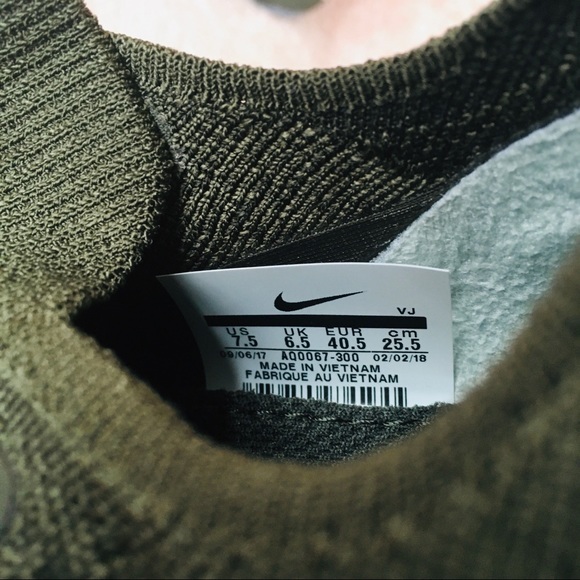 VJ
US UK EUR cm
7.5 6.5 40.5 25.5
09/06/17 AQ0067-300 02/02/18
MADE IN VIETNAM
FABRIQUE AU VIETNAM